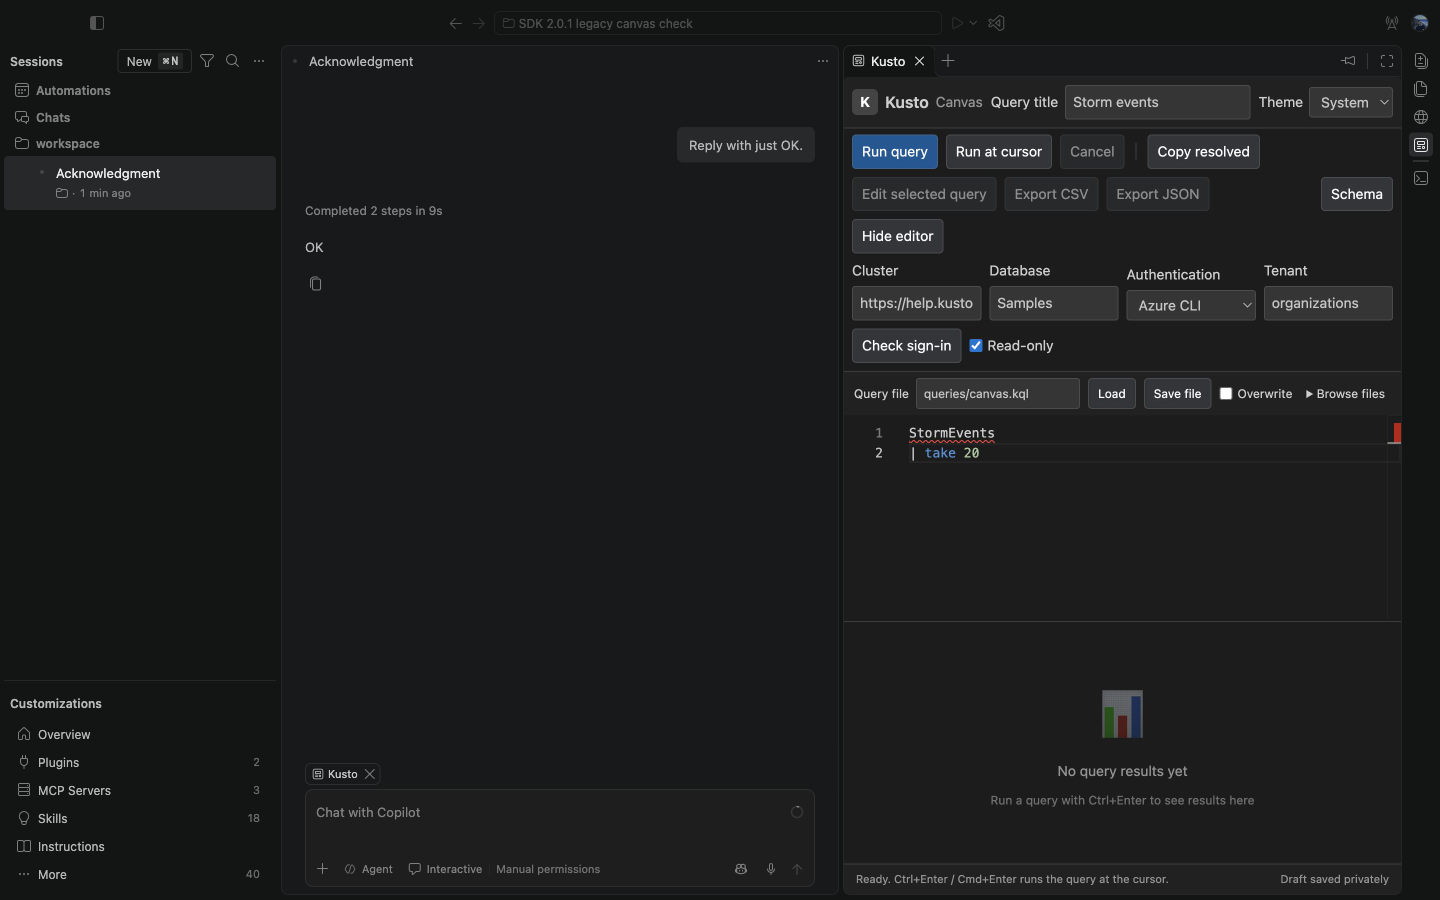 SDK 2.0.1 legacy canvas check
Sessions
New ⌘N
Automations
Chats
workspace
Acknowledgment
· 1 min ago
Customizations
Overview
Plugins 2
MCP Servers 3
Skills 18
Instructions
More 40
Acknowledgment
Reply with just OK.
Completed 2 steps in 9s
OK
Kusto
Chat with Copilot
Agent Interactive Manual permissions
Kusto
K Kusto Canvas Query title Storm events Theme System
Run query Run at cursor Cancel Copy resolved
Edit selected query Export CSV Export JSON Schema
Hide editor
Cluster Database Authentication Tenant
https://help.kusto Samples Azure CLI organizations
Check sign-in Read-only
Query file queries/canvas.kql Load Save file Overwrite Browse files
1 StormEvents
2 | take 20
No query results yet
Run a query with Ctrl+Enter to see results here
Ready. Ctrl+Enter / Cmd+Enter runs the query at the cursor. Draft saved privately